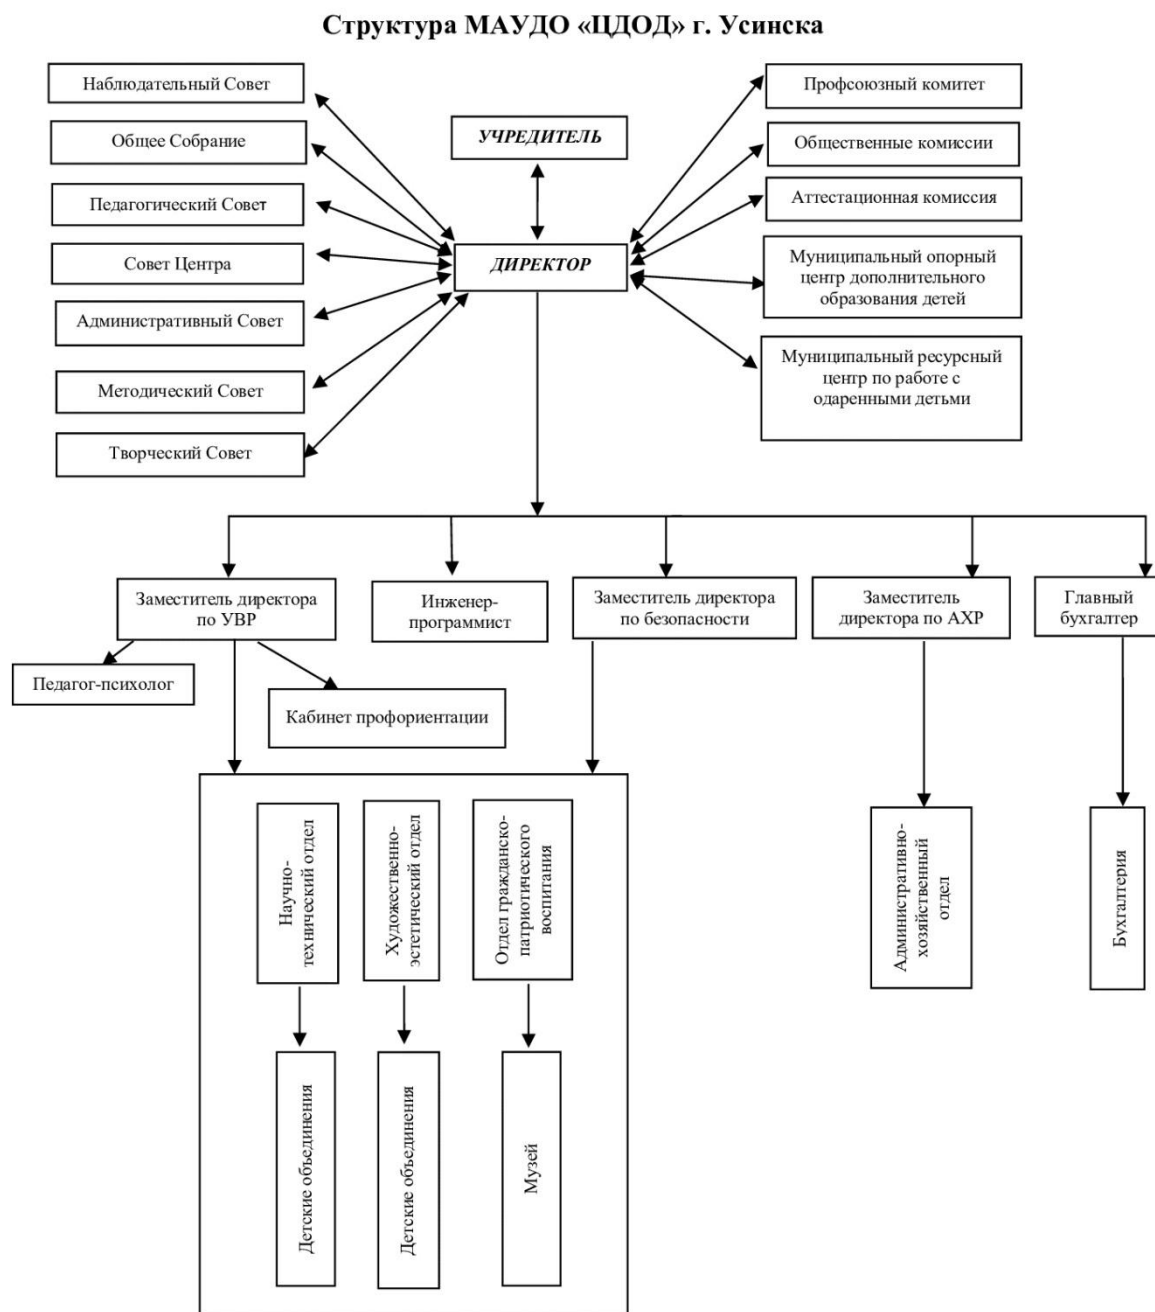 Структура МАУДО «ЦДОД» г. Усинска
Наблюдательный Совет
Общее Собрание
Педагогический Совет
Совет Центра
Административный Совет
Методический Совет
Творческий Совет
УЧРЕДИТЕЛЬ
ДИРЕКТОР
Профсоюзный комитет
Общественные комиссии
Аттестационная комиссия
Муниципальный опорный
центр дополнительного
образования детей
Муниципальный ресурсный
центр по работе с
одаренными детьми
Заместитель директора
по УВР
Инженер-
программист
Заместитель директора
по безопасности
Заместитель
директора по АХР
Главный
бухгалтер
Педагог-психолог
Кабинет профориентации
Научно-
технический отдел
Художественно-
эстетический отдел
Отдел гражданско-
патриотического
воспитания
Административно-
хозяйственный
отдел
Бухгалтерия
Детские объединения
Детские объединения
Музей